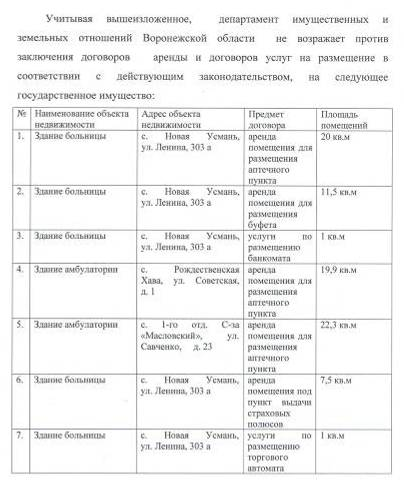 Учитывая вышеизложенное, департамент имущественных и
земельных отношений Воронежской области не возражает против
заключения договоров аренды и договоров услуг на размещение в
соответствии с действующим законодательством, на следующее
государственное имущество:
№ Наименование объекта недвижимости Адрес объекта недвижимости Предмет договора Площадь помещений
1. Здание больницы с. Новая Усмань, ул. Ленина, 303 а аренда помещения для размещения аптечного пункта 20 кв.м
2. Здание больницы с. Новая Усмань, ул. Ленина, 303 а аренда помещения для размещения буфета 11,5 кв.м
3. Здание больницы с. Новая Усмань, ул. Ленина, 303 а услуги по размещению банкомата 1 кв.м
4. Здание амбулатории с. Рождественская Хава, ул. Советская, д. 1 аренда помещения для размещения аптечного пункта 19,9 кв.м
5. Здание амбулатории с. 1-го отд. С-за «Масловский», ул. Савченко, д. 23 аренда помещения для размещения аптечного пункта 22,3 кв.м
6. Здание больницы с. Новая Усмань, ул. Ленина, 303 а аренда помещения под пункт выдачи страховых полюсов 7,5 кв.м
7. Здание больницы с. Новая Усмань, ул. Ленина, 303 а услуги по размещению торгового автомата 1 кв.м